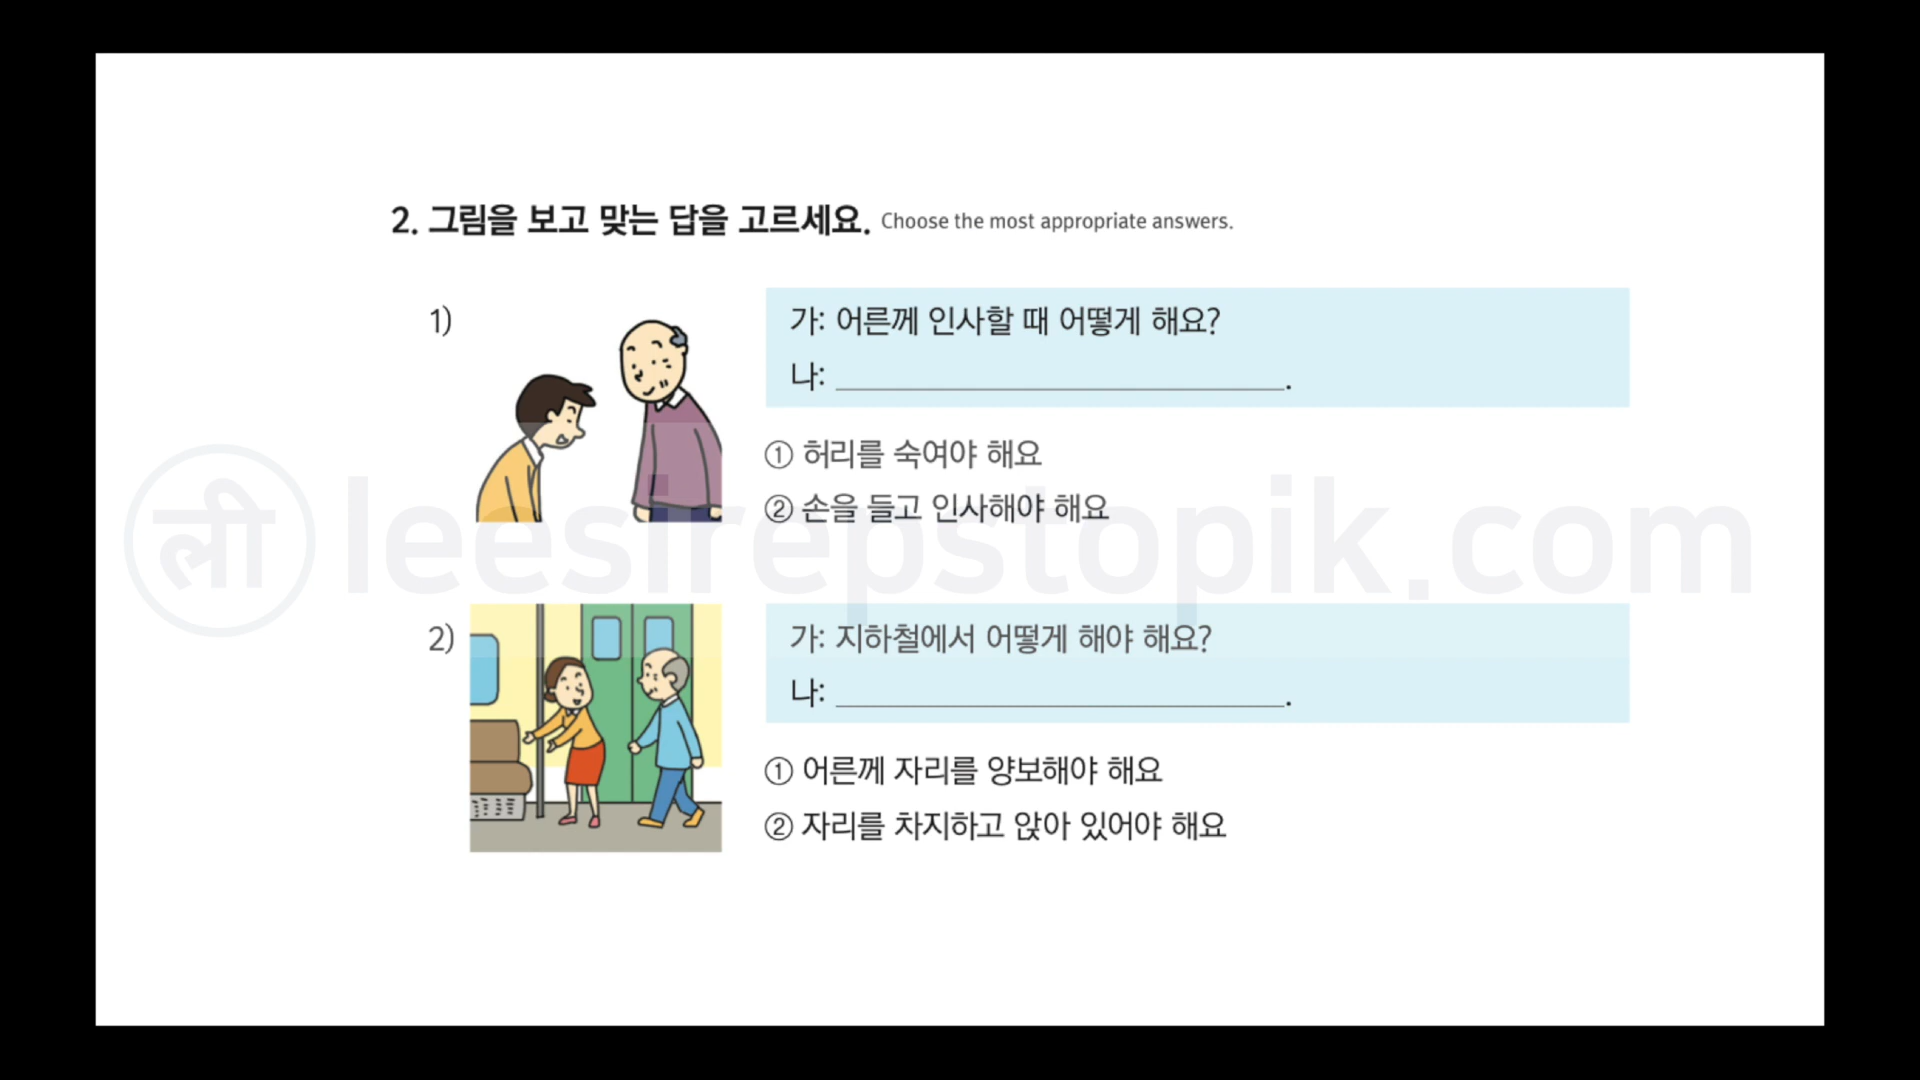 2. 그림을 보고 맞는 답을 고르세요. Choose the most appropriate answers.
1)
가: 어른께 인사할 때 어떻게 해요?
나: ______________________________.
① 허리를 숙여야 해요
② 손을 들고 인사해야 해요
ली leesirepstopik.com
2)
가: 지하철에서 어떻게 해야 해요?
나: ______________________________.
① 어른께 자리를 양보해야 해요
② 자리를 차지하고 앉아 있어야 해요